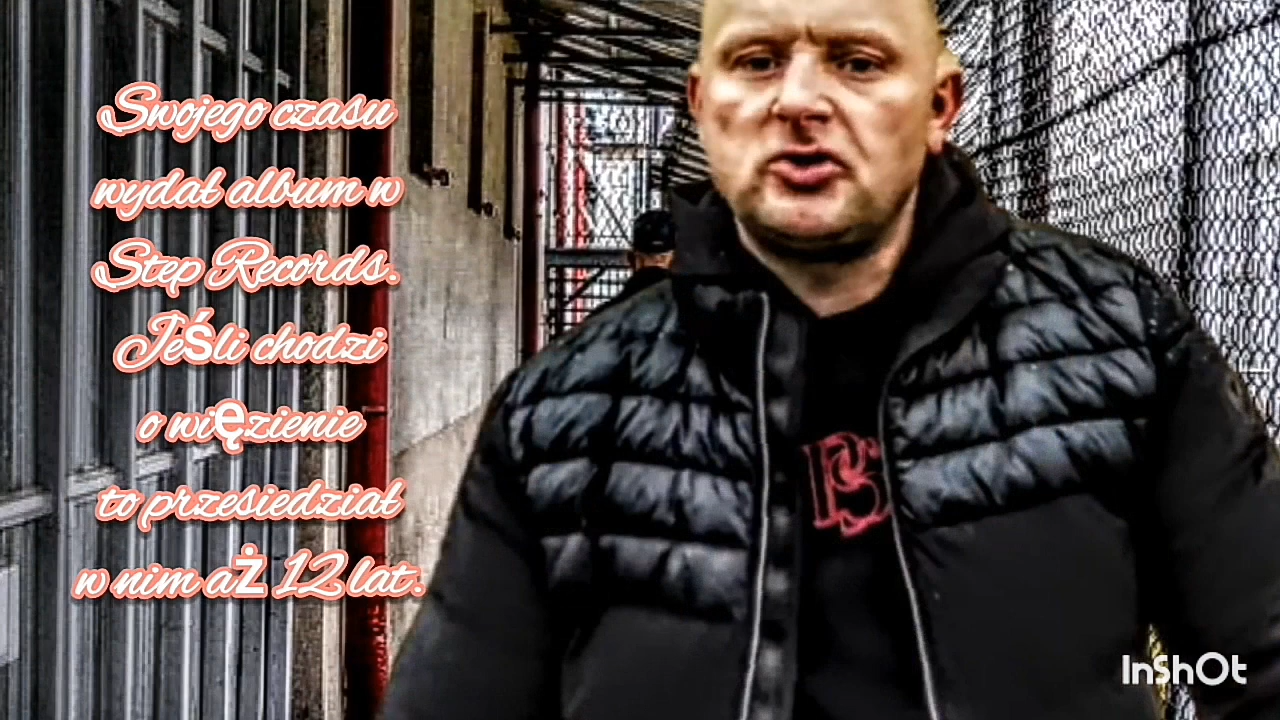 Swojego czasu
wydał album w
Step Records.
Jeśli chodzi
o więzienie
to przesiedział
w nim aż 12 lat.
InShOt